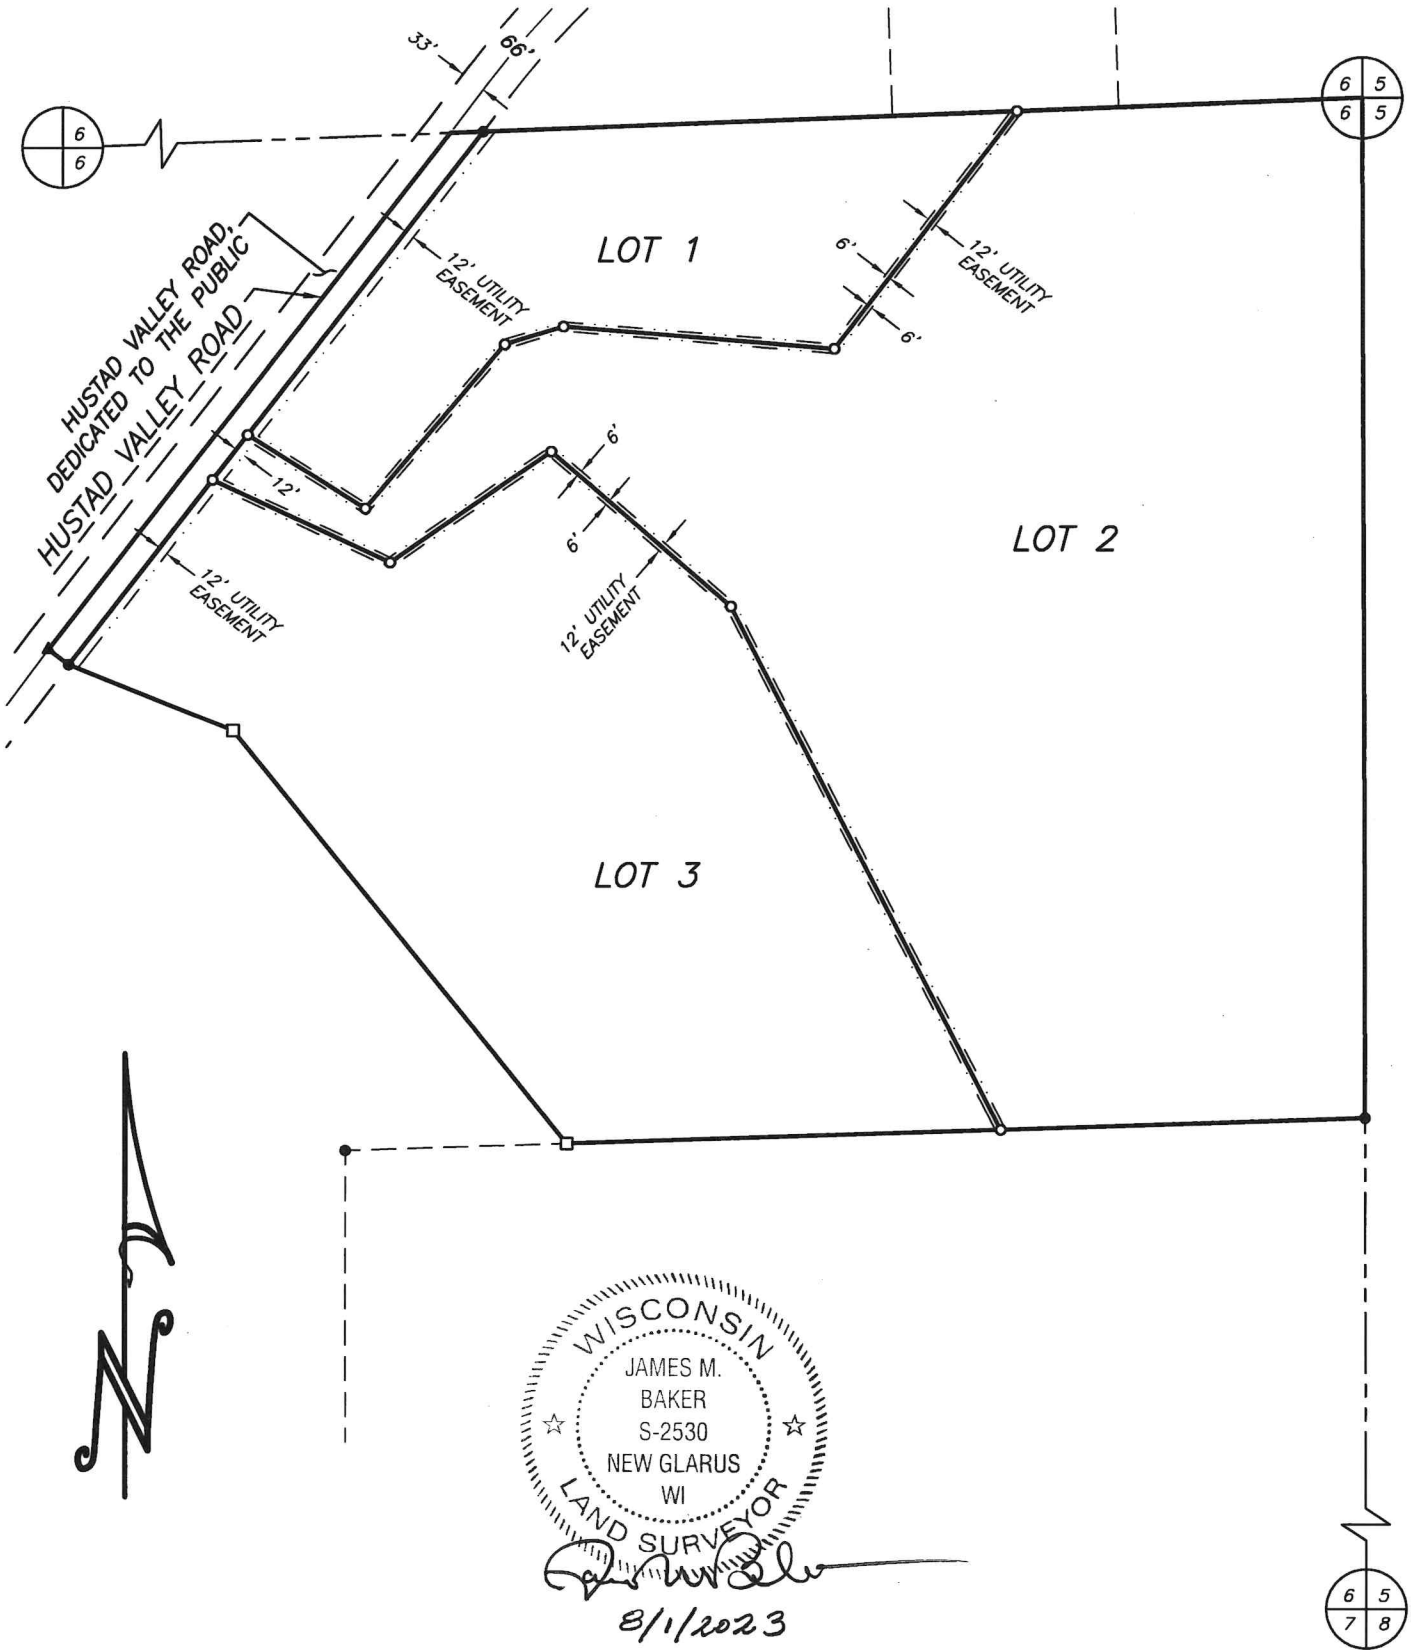 33'
66'
6
6
6 5
6 5
HUSTAD VALLEY ROAD,
DEDICATED TO THE PUBLIC
HUSTAD VALLEY ROAD
LOT 1
12' UTILITY
EASEMENT
6'
12' UTILITY
EASEMENT
6'
12'
6'
6'
12' UTILITY
EASEMENT
LOT 2
12' UTILITY
EASEMENT
LOT 3
N
WISCONSIN
JAMES M.
BAKER
S-2530
NEW GLARUS
WI
LAND SURVEYOR
8/1/2023
6 5
7 8